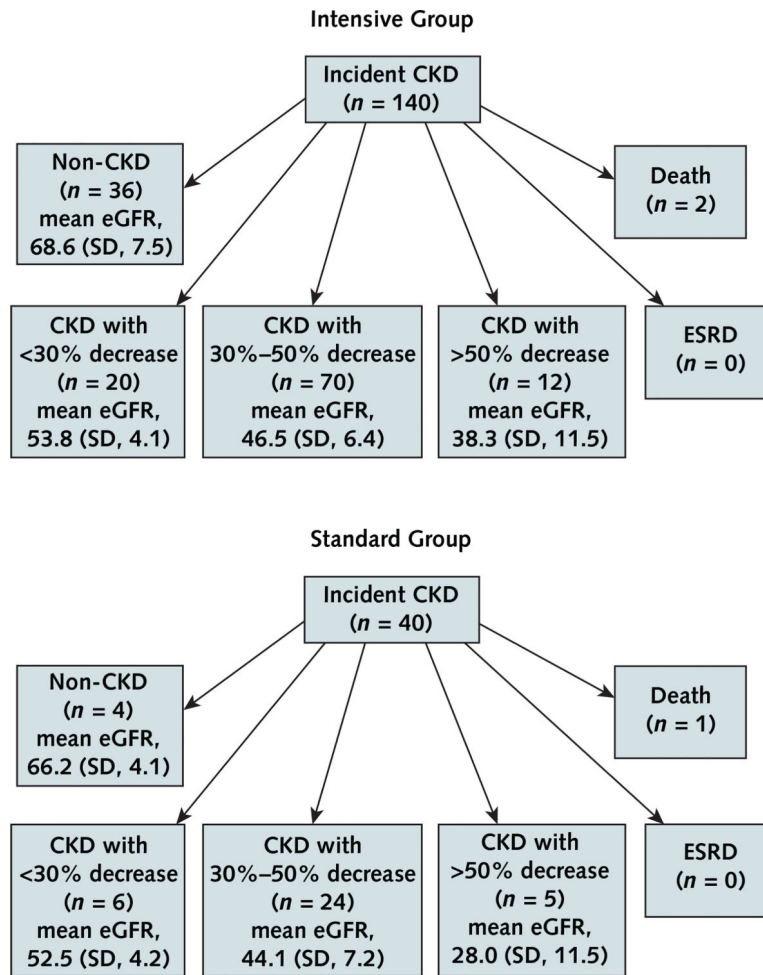 Intensive Group
Incident CKD
(n = 140)
Non-CKD
(n = 36)
mean eGFR,
68.6 (SD, 7.5)
Death
(n = 2)
CKD with
<30% decrease
(n = 20)
mean eGFR,
53.8 (SD, 4.1)
CKD with
30%–50% decrease
(n = 70)
mean eGFR,
46.5 (SD, 6.4)
CKD with
>50% decrease
(n = 12)
mean eGFR,
38.3 (SD, 11.5)
ESRD
(n = 0)
Standard Group
Incident CKD
(n = 40)
Non-CKD
(n = 4)
mean eGFR,
66.2 (SD, 4.1)
Death
(n = 1)
CKD with
<30% decrease
(n = 6)
mean eGFR,
52.5 (SD, 4.2)
CKD with
30%–50% decrease
(n = 24)
mean eGFR,
44.1 (SD, 7.2)
CKD with
>50% decrease
(n = 5)
mean eGFR,
28.0 (SD, 11.5)
ESRD
(n = 0)